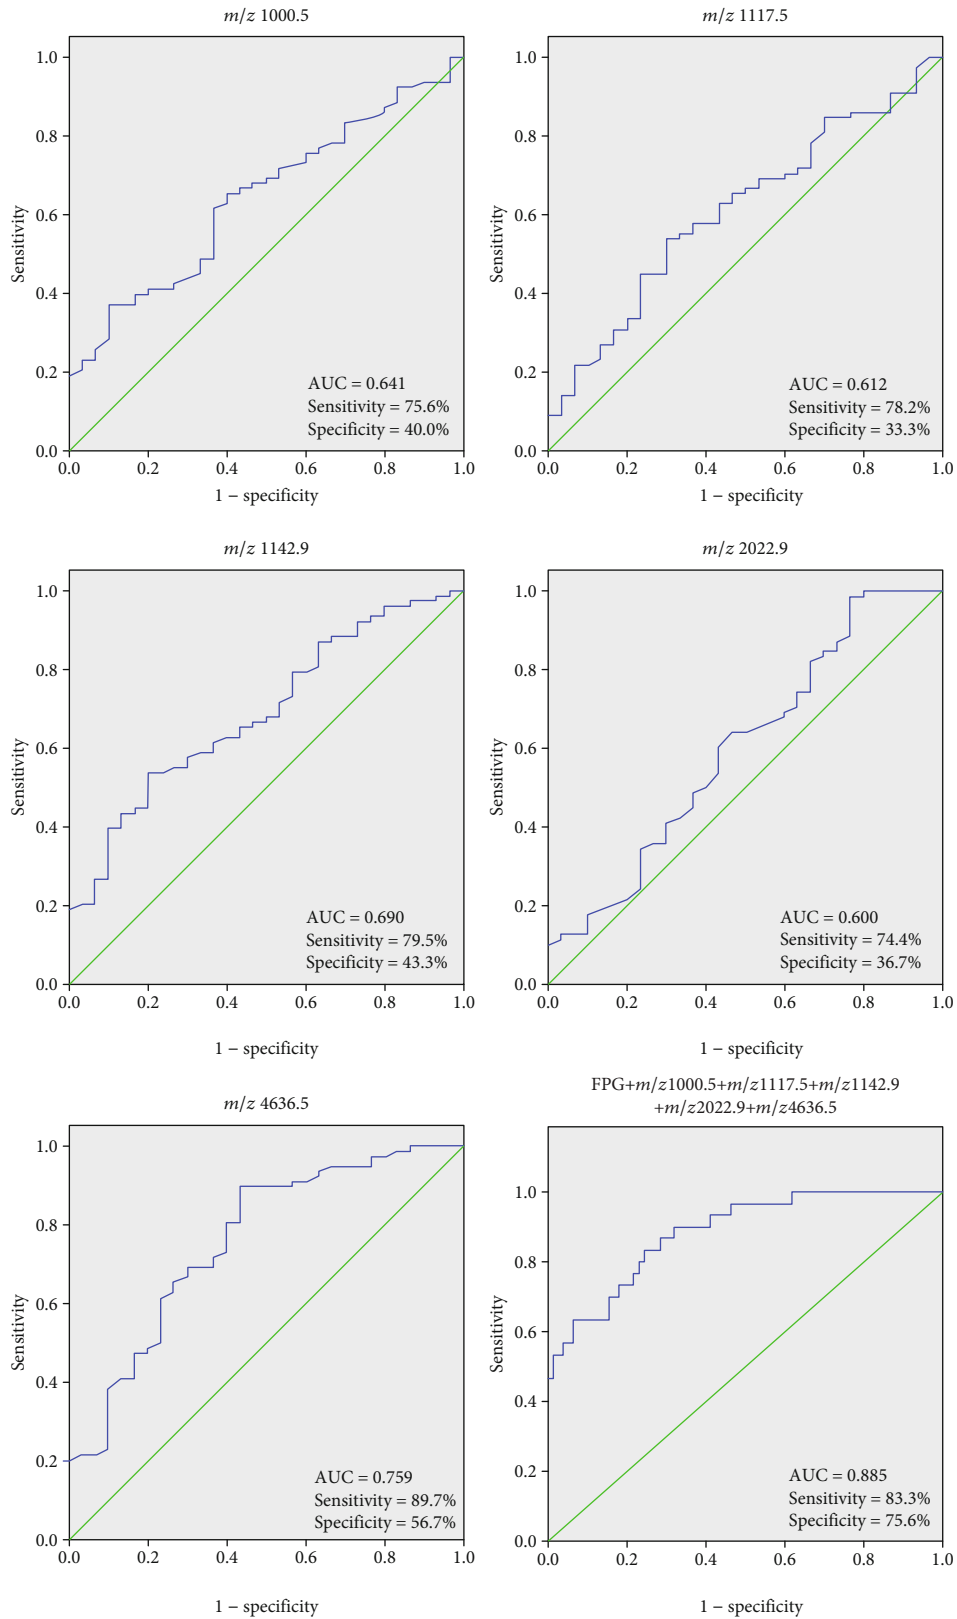 m/z 1000.5
1.0
0.8
0.6
0.4
0.2
0.0
Sensitivity
AUC = 0.641
Sensitivity = 75.6%
Specificity = 40.0%
0.0 0.2 0.4 0.6 0.8 1.0
1 − specificity
m/z 1117.5
1.0
0.8
0.6
0.4
0.2
0.0
Sensitivity
AUC = 0.612
Sensitivity = 78.2%
Specificity = 33.3%
0.0 0.2 0.4 0.6 0.8 1.0
1 − specificity
m/z 1142.9
1.0
0.8
0.6
0.4
0.2
0.0
Sensitivity
AUC = 0.690
Sensitivity = 79.5%
Specificity = 43.3%
0.0 0.2 0.4 0.6 0.8 1.0
1 − specificity
m/z 2022.9
1.0
0.8
0.6
0.4
0.2
0.0
Sensitivity
AUC = 0.600
Sensitivity = 74.4%
Specificity = 36.7%
0.0 0.2 0.4 0.6 0.8 1.0
1 − specificity
m/z 4636.5
1.0
0.8
0.6
0.4
0.2
0.0
Sensitivity
AUC = 0.759
Sensitivity = 89.7%
Specificity = 56.7%
0.0 0.2 0.4 0.6 0.8 1.0
1 − specificity
FPG+m/z1000.5+m/z1117.5+m/z1142.9
+m/z2022.9+m/z4636.5
1.0
0.8
0.6
0.4
0.2
0.0
Sensitivity
AUC = 0.885
Sensitivity = 83.3%
Specificity = 75.6%
0.0 0.2 0.4 0.6 0.8 1.0
1 − specificity